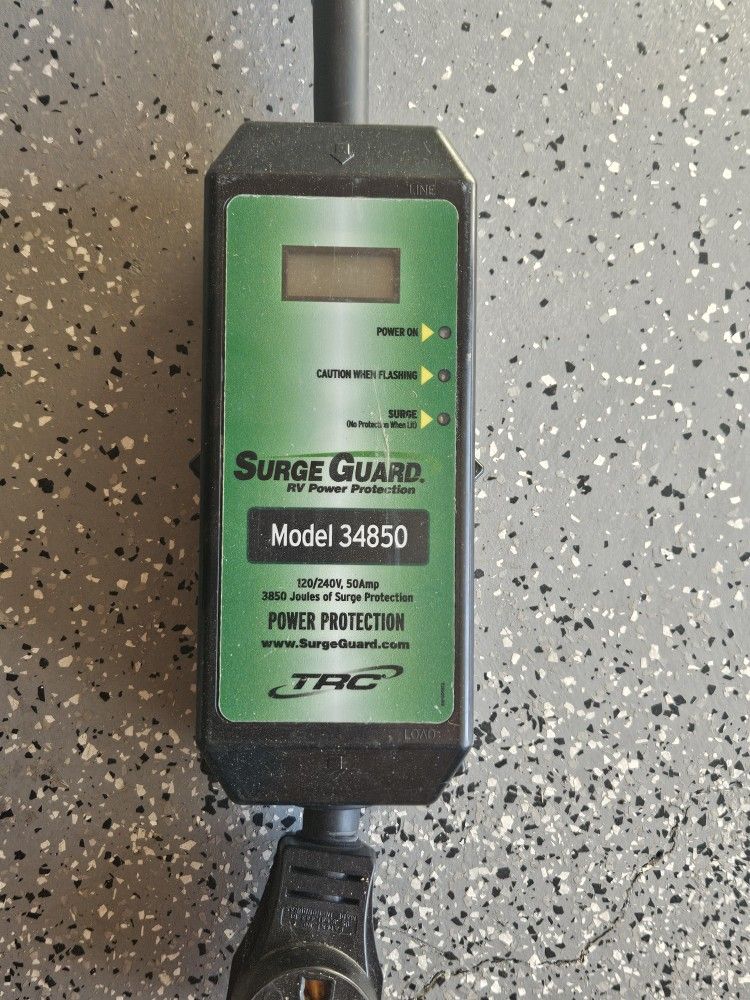 LINE
POWER ON
CAUTION WHEN FLASHING
SURGE
(No Protection When Lit)
SURGE GUARD.
RV Power Protection
Model 34850
120/240V, 50Amp
3850 Joules of Surge Protection
POWER PROTECTION
www.SurgeGuard.com
TRC
LOAD